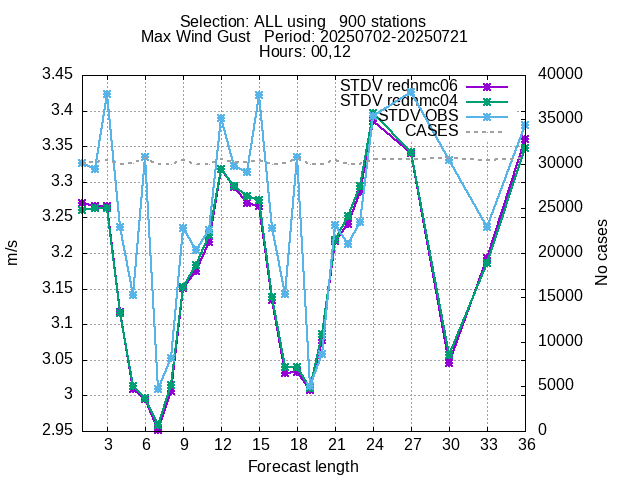 Selection: ALL using   900 stations
Max Wind Gust   Period: 20250702-20250721
Hours: 00,12
STDV rednmc06
STDV rednmc04
STDV OBS
CASES
3.45
3.4
3.35
3.3
3.25
3.2
3.15
3.1
3.05
3
2.95
m/s
40000
35000
30000
25000
20000
15000
10000
5000
0
No cases
3 6 9 12 15 18 21 24 27 30 33 36
Forecast length